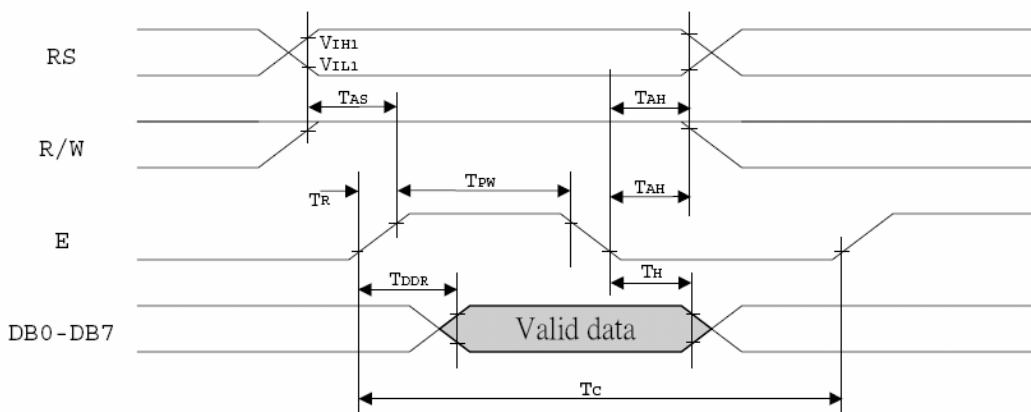 RS
VIH1
VIL1
TAS
TAH
R/W
TR
TPW
TAH
E
TDDR
TH
DB0-DB7
Valid data
TC